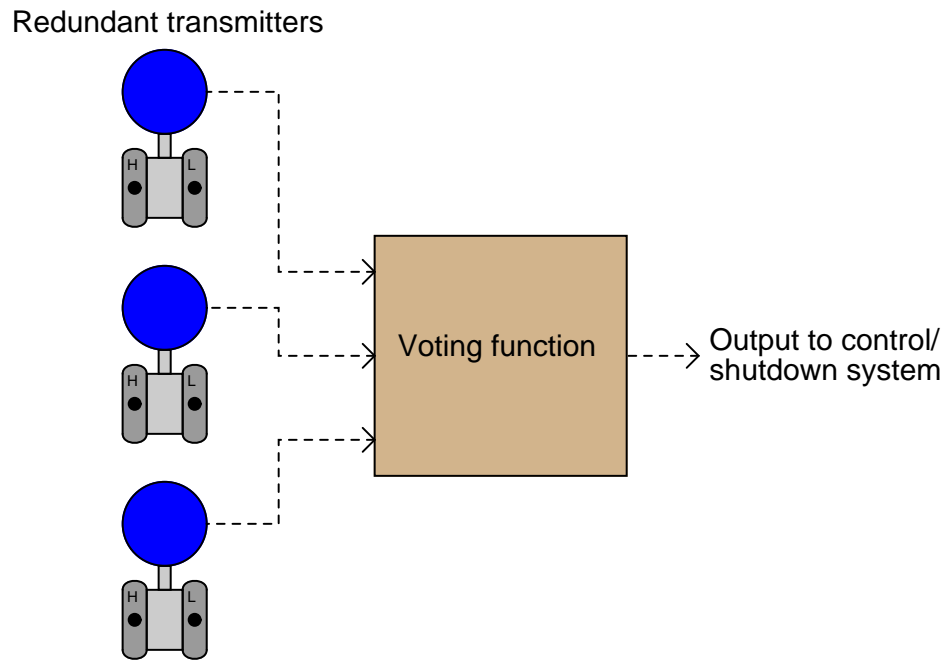 Redundant transmitters
H L
H L
Voting function
Output to control/
shutdown system
H L